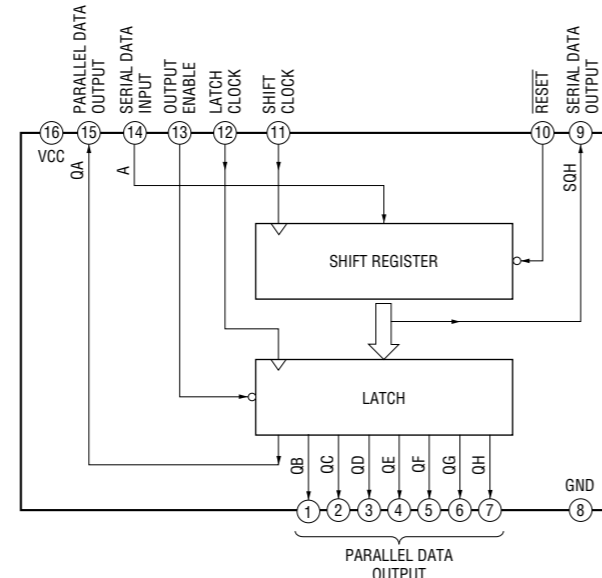 PARALLEL DATA
OUTPUT
SERIAL DATA
INPUT
OUTPUT
ENABLE
LATCH
CLOCK
SHIFT
CLOCK
RESET
SERIAL DATA
OUTPUT
16
15
14
13
12
11
10
9
VCC
QA
A
SQH
SHIFT REGISTER
LATCH
QB
QC
QD
QE
QF
QG
QH
GND
1
2
3
4
5
6
7
8
PARALLEL DATA
OUTPUT